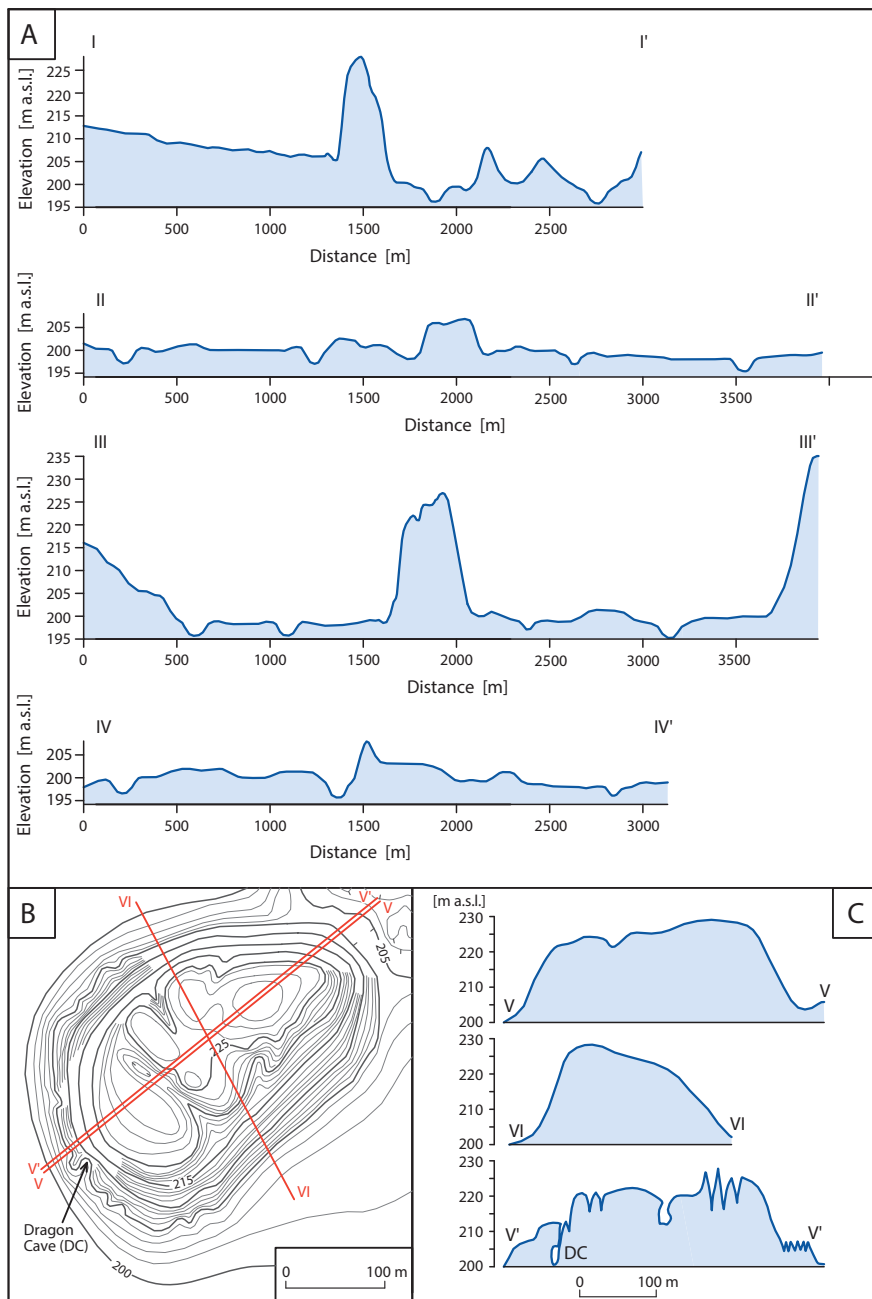 A
I
I'
Elevation [m a.s.l.]
225
220
215
210
205
200
195
0 500 1000 1500 2000 2500
Distance [m]
II
II'
Elevation [m a.s.l.]
205
200
195
0 500 1000 1500 2000 2500 3000 3500
Distance [m]
III
III'
Elevation [m a.s.l.]
235
230
225
220
215
210
205
200
195
0 500 1000 1500 2000 2500 3000 3500
Distance [m]
IV
IV'
Elevation [m a.s.l.]
205
200
195
0 500 1000 1500 2000 2500 3000
Distance [m]
B
VI
V'
V
205
225
215
V'
V
VI
Dragon
Cave (DC)
200
0 100 m
C
[m a.s.l.]
230
220
210
200
V
V
230
220
210
200
VI
VI
230
220
210
200
V'
V'
DC
0 100 m